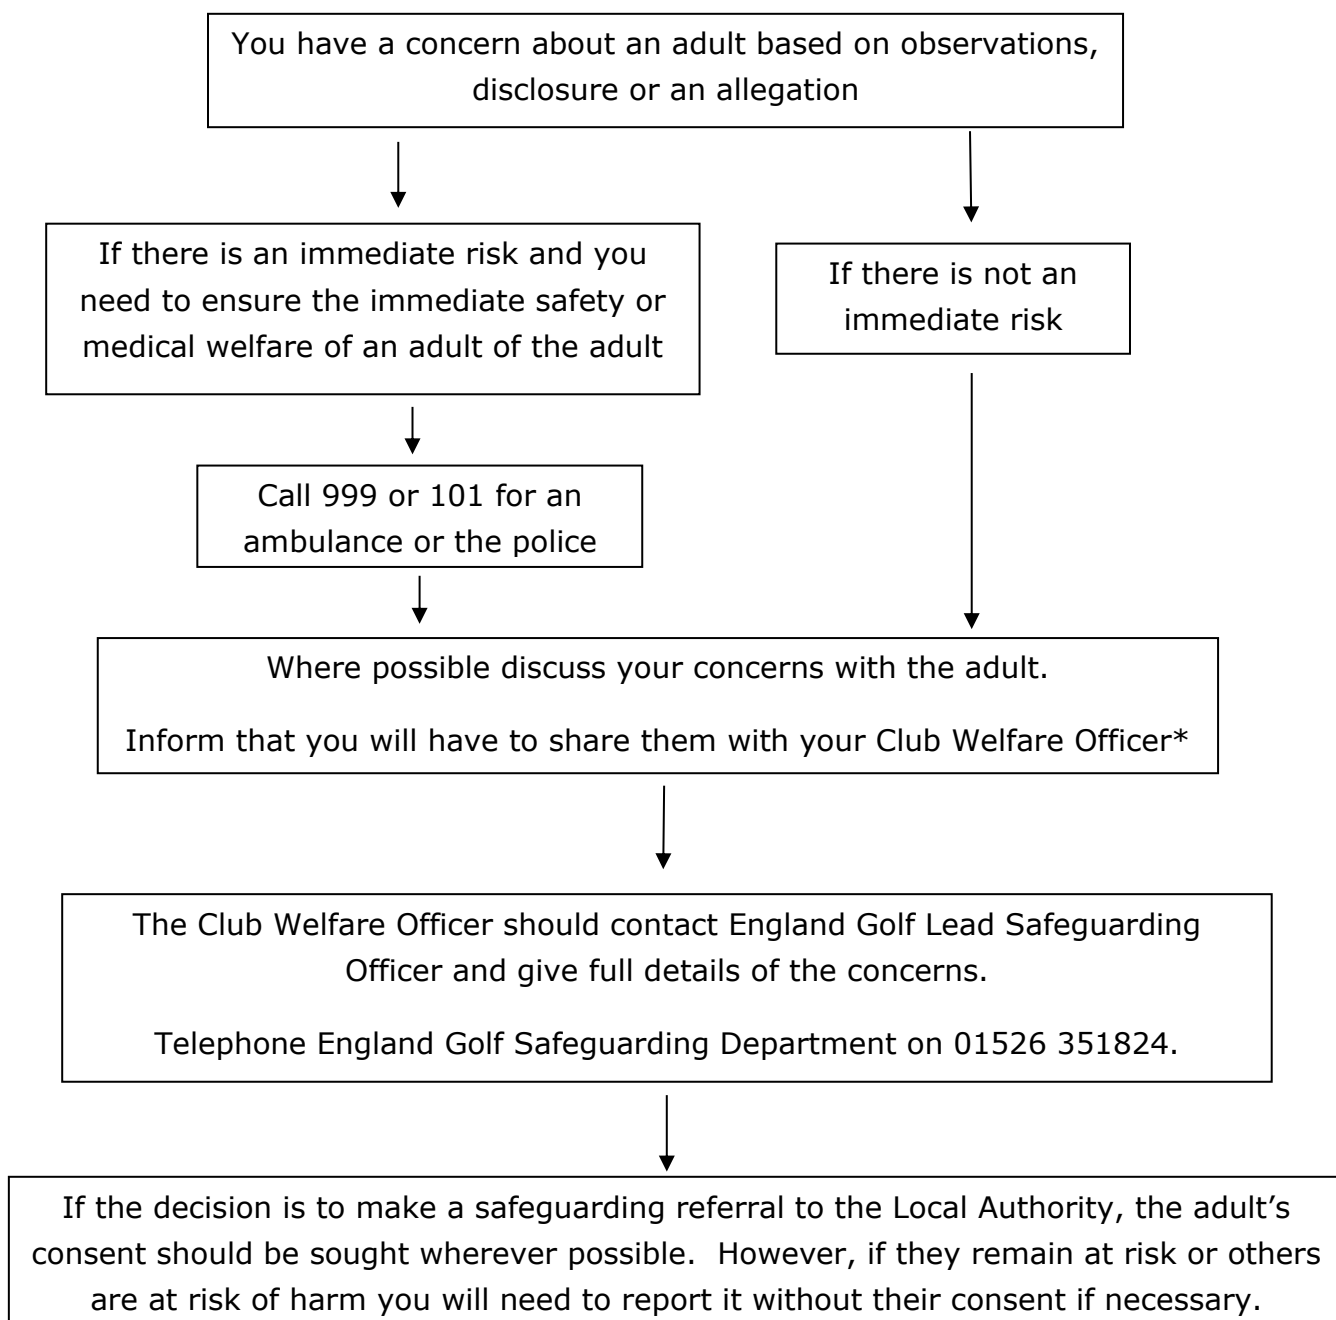 You have a concern about an adult based on observations,
disclosure or an allegation
If there is an immediate risk and you
need to ensure the immediate safety or
medical welfare of an adult of the adult
If there is not an
immediate risk
Call 999 or 101 for an
ambulance or the police
Where possible discuss your concerns with the adult.
Inform that you will have to share them with your Club Welfare Officer*
The Club Welfare Officer should contact England Golf Lead Safeguarding
Officer and give full details of the concerns.
Telephone England Golf Safeguarding Department on 01526 351824.
If the decision is to make a safeguarding referral to the Local Authority, the adult’s
consent should be sought wherever possible.  However, if they remain at risk or others
are at risk of harm you will need to report it without their consent if necessary.